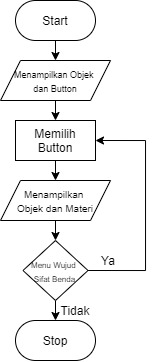 Start
Menampilkan Objek
dan Button
Memilih
Button
Menampilkan
Objek dan Materi
Menu Wujud
Sifat Benda
Ya
Tidak
Stop